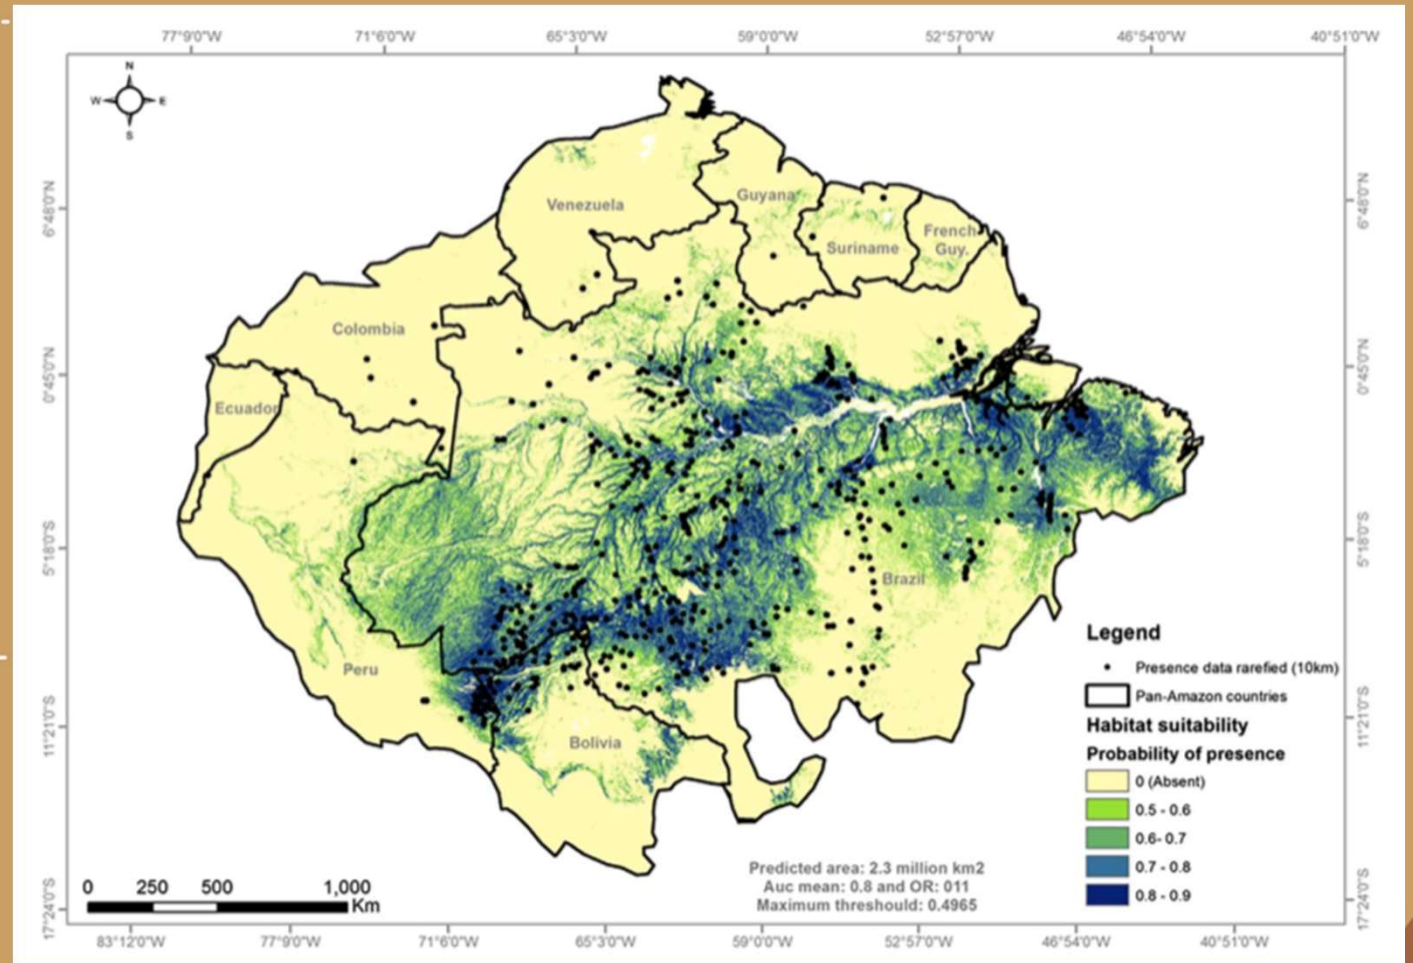 77°9'0"W 71°6'0"W 65°3'0"W 59°0'0"W 52°57'0"W 46°54'0"W 40°51'0"W
N
W E
S
6°48'0"N
0°45'0"N
5°18'0"S
11°21'0"S
17°24'0"S
Venezuela
Guyana
Suriname
French
Guy.
Colombia
Ecuador
Peru
Brazil
Bolivia
6°48'0"N
0°45'0"N
5°18'0"S
11°21'0"S
17°24'0"S
Legend
Presence data rarefied (10km)
Pan-Amazon countries
Habitat suitability
Probability of presence
0 (Absent)
0.5 - 0.6
0.6- 0.7
0.7 - 0.8
0.8 - 0.9
Predicted area: 2.3 million km2
Auc mean: 0.8 and OR: 011
Maximum threshould: 0.4965
0 250 500 1,000
Km
83°12'0"W 77°9'0"W 71°6'0"W 65°3'0"W 59°0'0"W 52°57'0"W 46°54'0"W 40°51'0"W